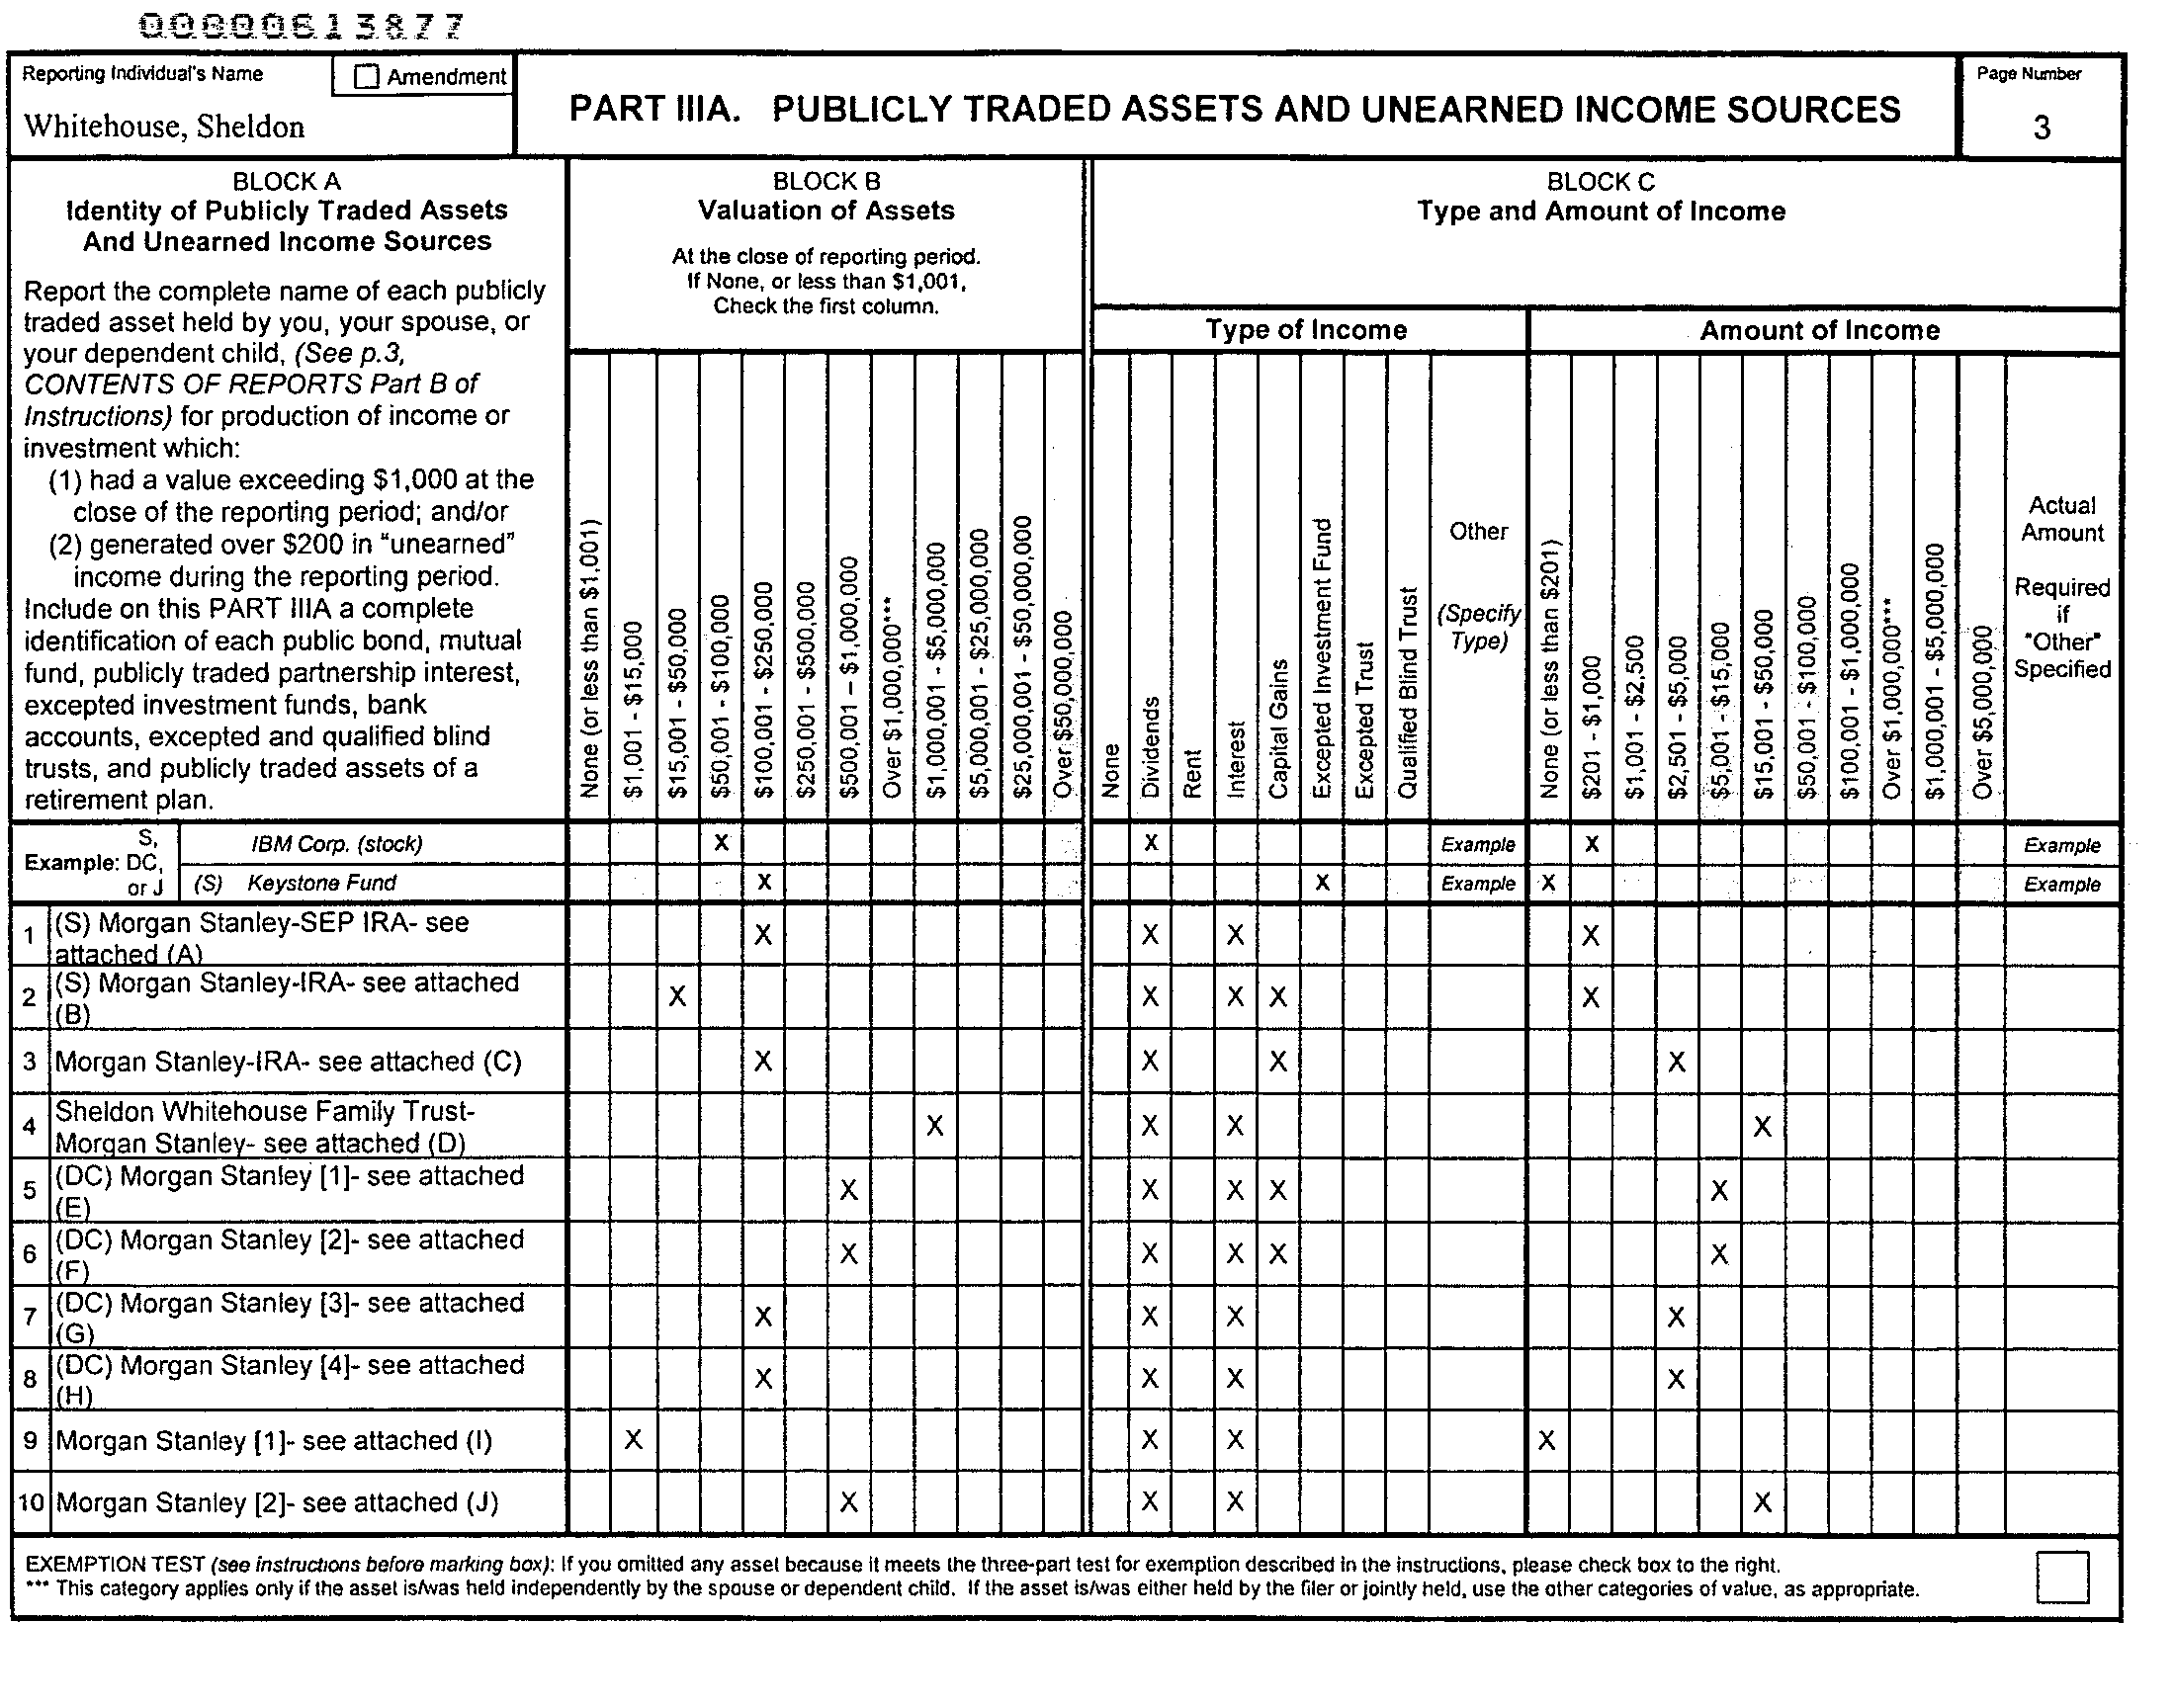 00000613877
Reporting Individual's Name
Amendment
Whitehouse, Sheldon
PART IIIA. PUBLICLY TRADED ASSETS AND UNEARNED INCOME SOURCES
Page Number
3
BLOCK A
Identity of Publicly Traded Assets
And Unearned Income Sources
Report the complete name of each publicly
traded asset held by you, your spouse, or
your dependent child, (See p.3,
CONTENTS OF REPORTS Part B of
Instructions) for production of income or
investment which:
(1) had a value exceeding $1,000 at the
close of the reporting period; and/or
(2) generated over $200 in "unearned"
income during the reporting period.
Include on this PART IIIA a complete
identification of each public bond, mutual
fund, publicly traded partnership interest,
excepted investment funds, bank
accounts, excepted and qualified blind
trusts, and publicly traded assets of a
retirement plan.
BLOCK B
Valuation of Assets
At the close of reporting period.
If None, or less than $1,001,
Check the first column.
None (or less than $1,001)
$1,001 - $15,000
$15,001 - $50,000
$50,001 - $100,000
$100,001 - $250,000
$250,001 - $500,000
$500,001 – $1,000,000
Over $1,000,000***
$1,000,001 - $5,000,000
$5,000,001 - $25,000,000
$25,000,001 - $50,000,000
Over $50,000,000
BLOCK C
Type and Amount of Income
Type of Income
None
Dividends
Rent
Interest
Capital Gains
Excepted Investment Fund
Excepted Trust
Qualified Blind Trust
Other
(Specify
Type)
Amount of Income
None (or less than $201)
$201 - $1,000
$1,001 - $2,500
$2,501 - $5,000
$5,001 - $15,000
$15,001 - $50,000
$50,001 - $100,000
$100,001 - $1,000,000
Over $1,000,000***
$1,000,001 - $5,000,000
Over $5,000,000
Actual
Amount
Required
if
"Other"
Specified
Example:
S,
DC,
or J
IBM Corp. (stock) X X Example X Example
(S) Keystone Fund X X Example X Example
1 (S) Morgan Stanley-SEP IRA- see
attached (A) X X X X
2 (S) Morgan Stanley-IRA- see attached
(B) X X X X X
3 Morgan Stanley-IRA- see attached (C) X X X X
4 Sheldon Whitehouse Family Trust-
Morgan Stanley- see attached (D) X X X X
5 (DC) Morgan Stanley [1]- see attached
(E) X X X X X
6 (DC) Morgan Stanley [2]- see attached
(F) X X X X X
7 (DC) Morgan Stanley [3]- see attached
(G) X X X X
8 (DC) Morgan Stanley [4]- see attached
(H) X X X X
9 Morgan Stanley [1]- see attached (I) X X X X
10 Morgan Stanley [2]- see attached (J) X X X X
EXEMPTION TEST (see instructions before marking box): If you omitted any asset because it meets the three-part test for exemption described in the instructions, please check box to the right.
*** This category applies only if the asset is/was held independently by the spouse or dependent child. If the asset is/was either held by the filer or jointly held, use the other categories of value, as appropriate.